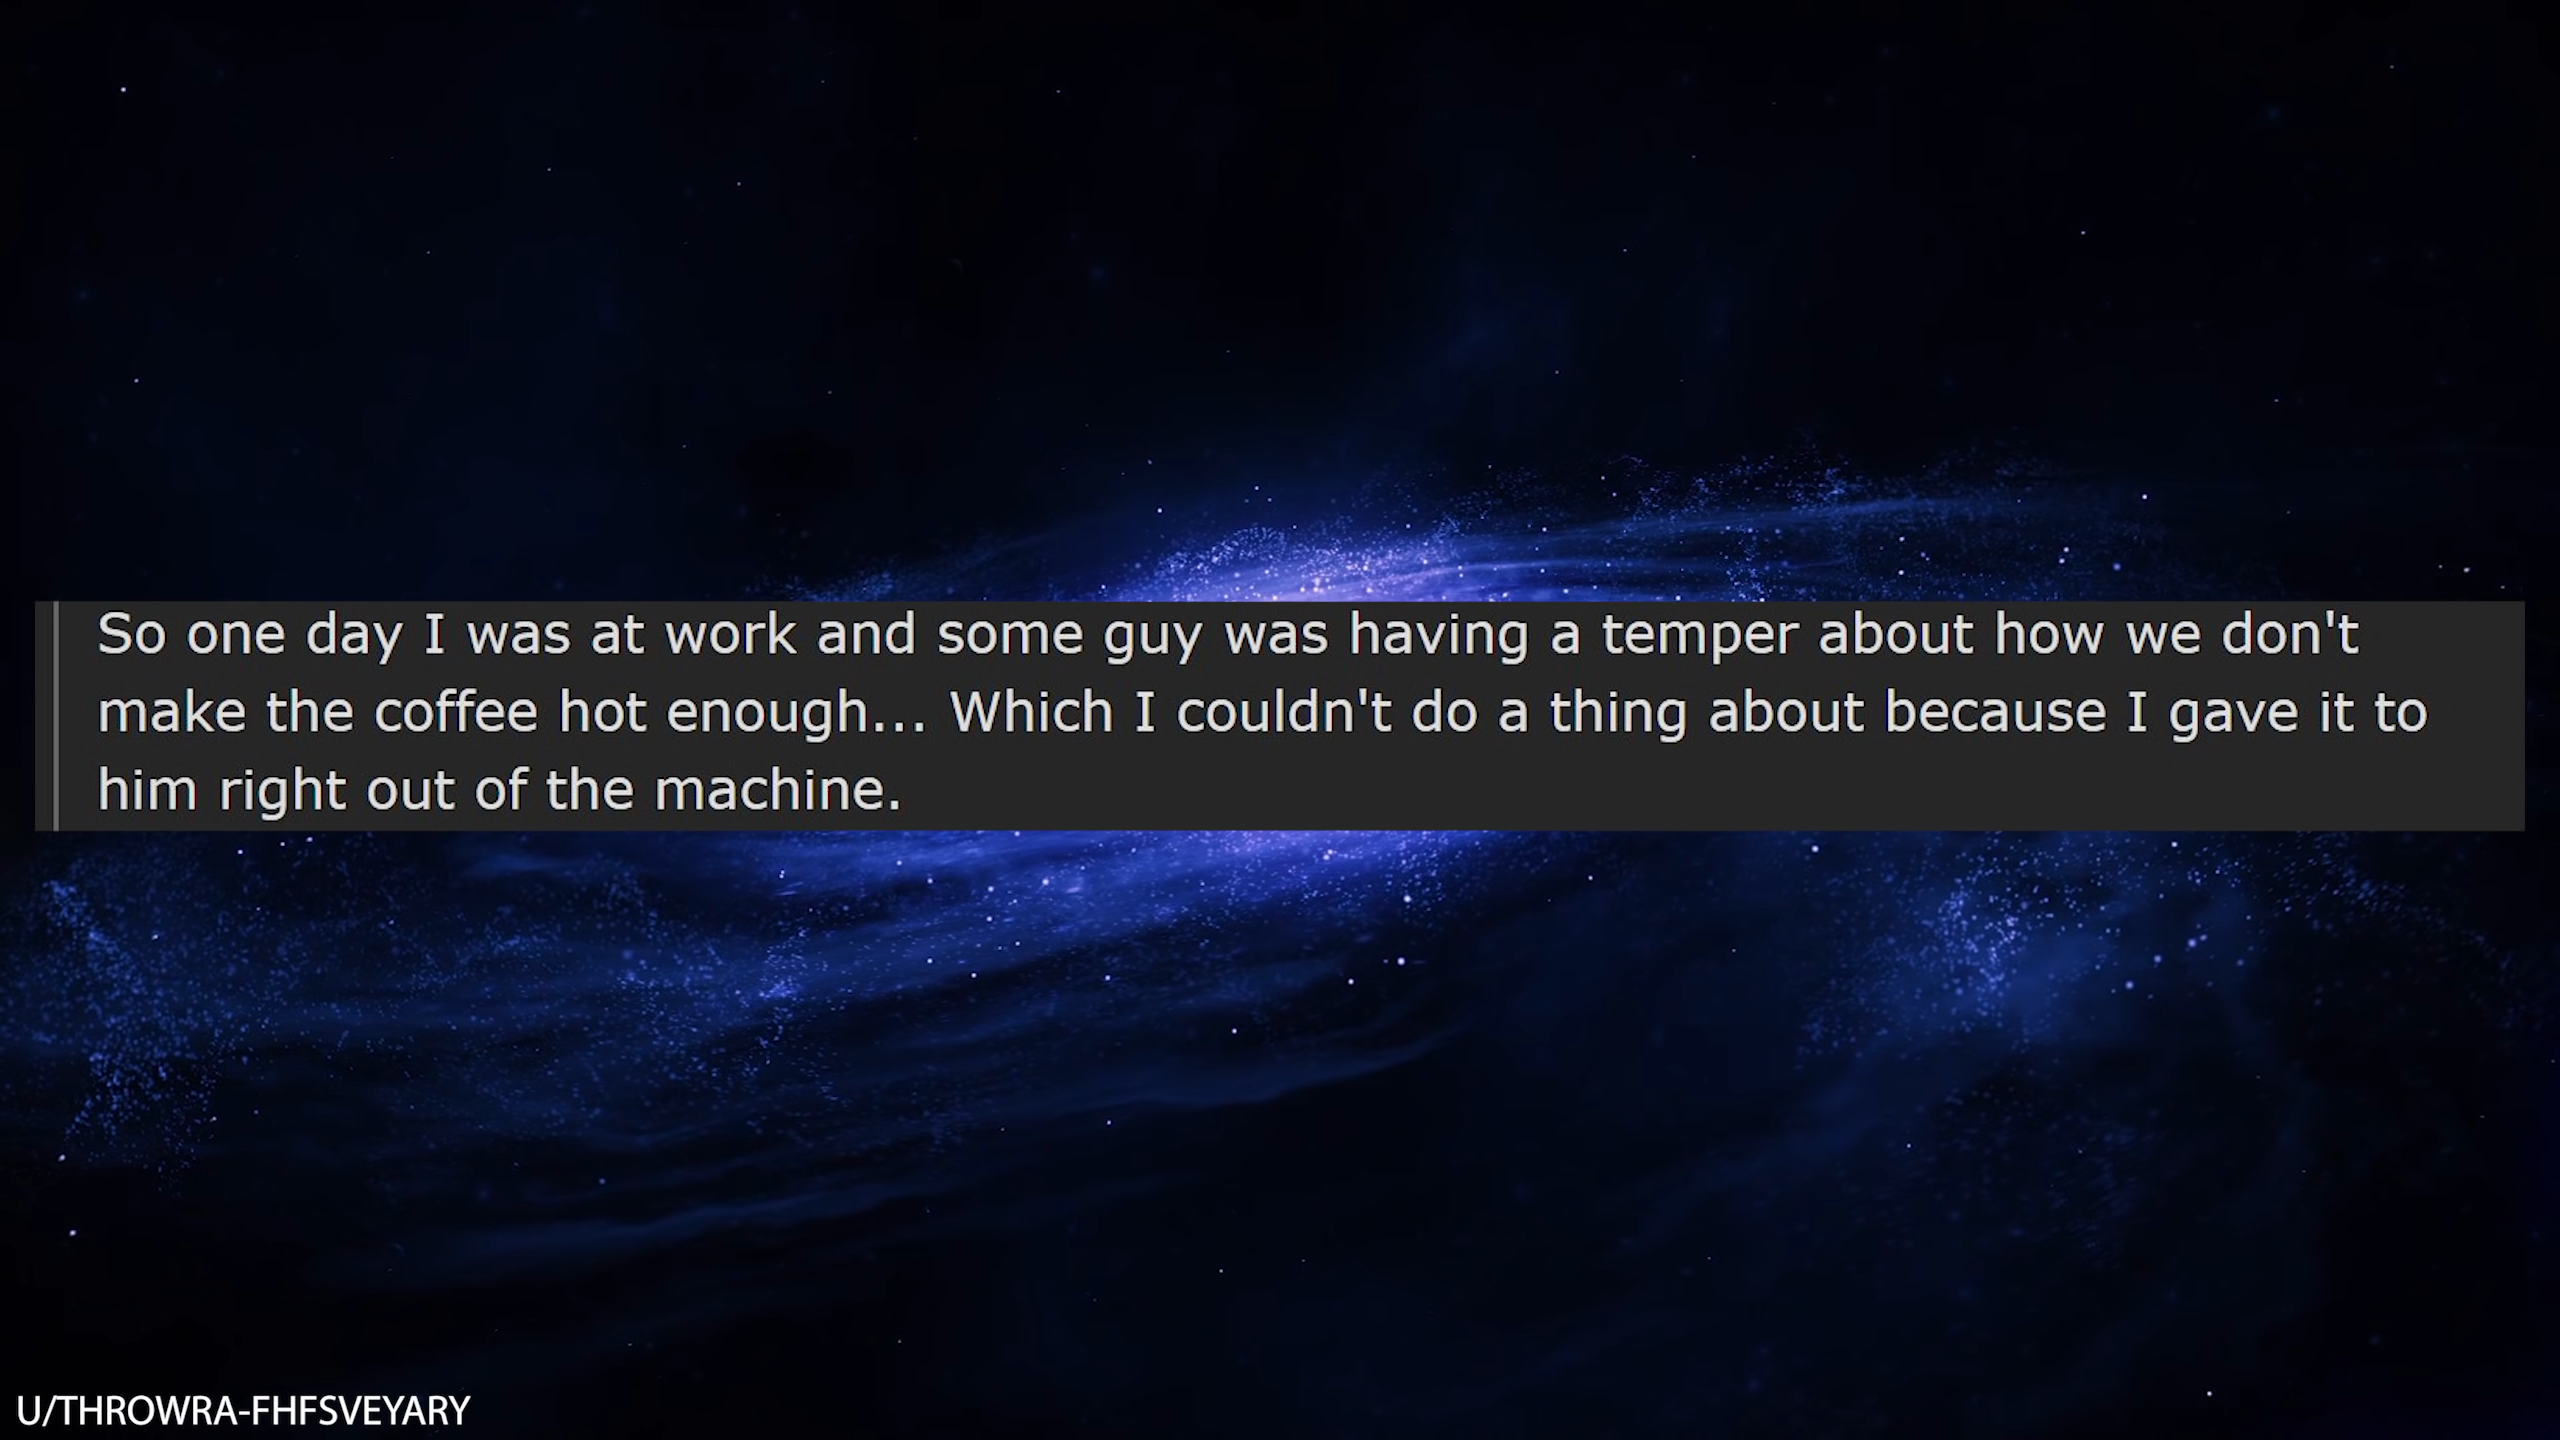 So one day I was at work and some guy was having a temper about how we don't
make the coffee hot enough... Which I couldn't do a thing about because I gave it to
him right out of the machine.
U/THROWRA-FHFSVEYARY